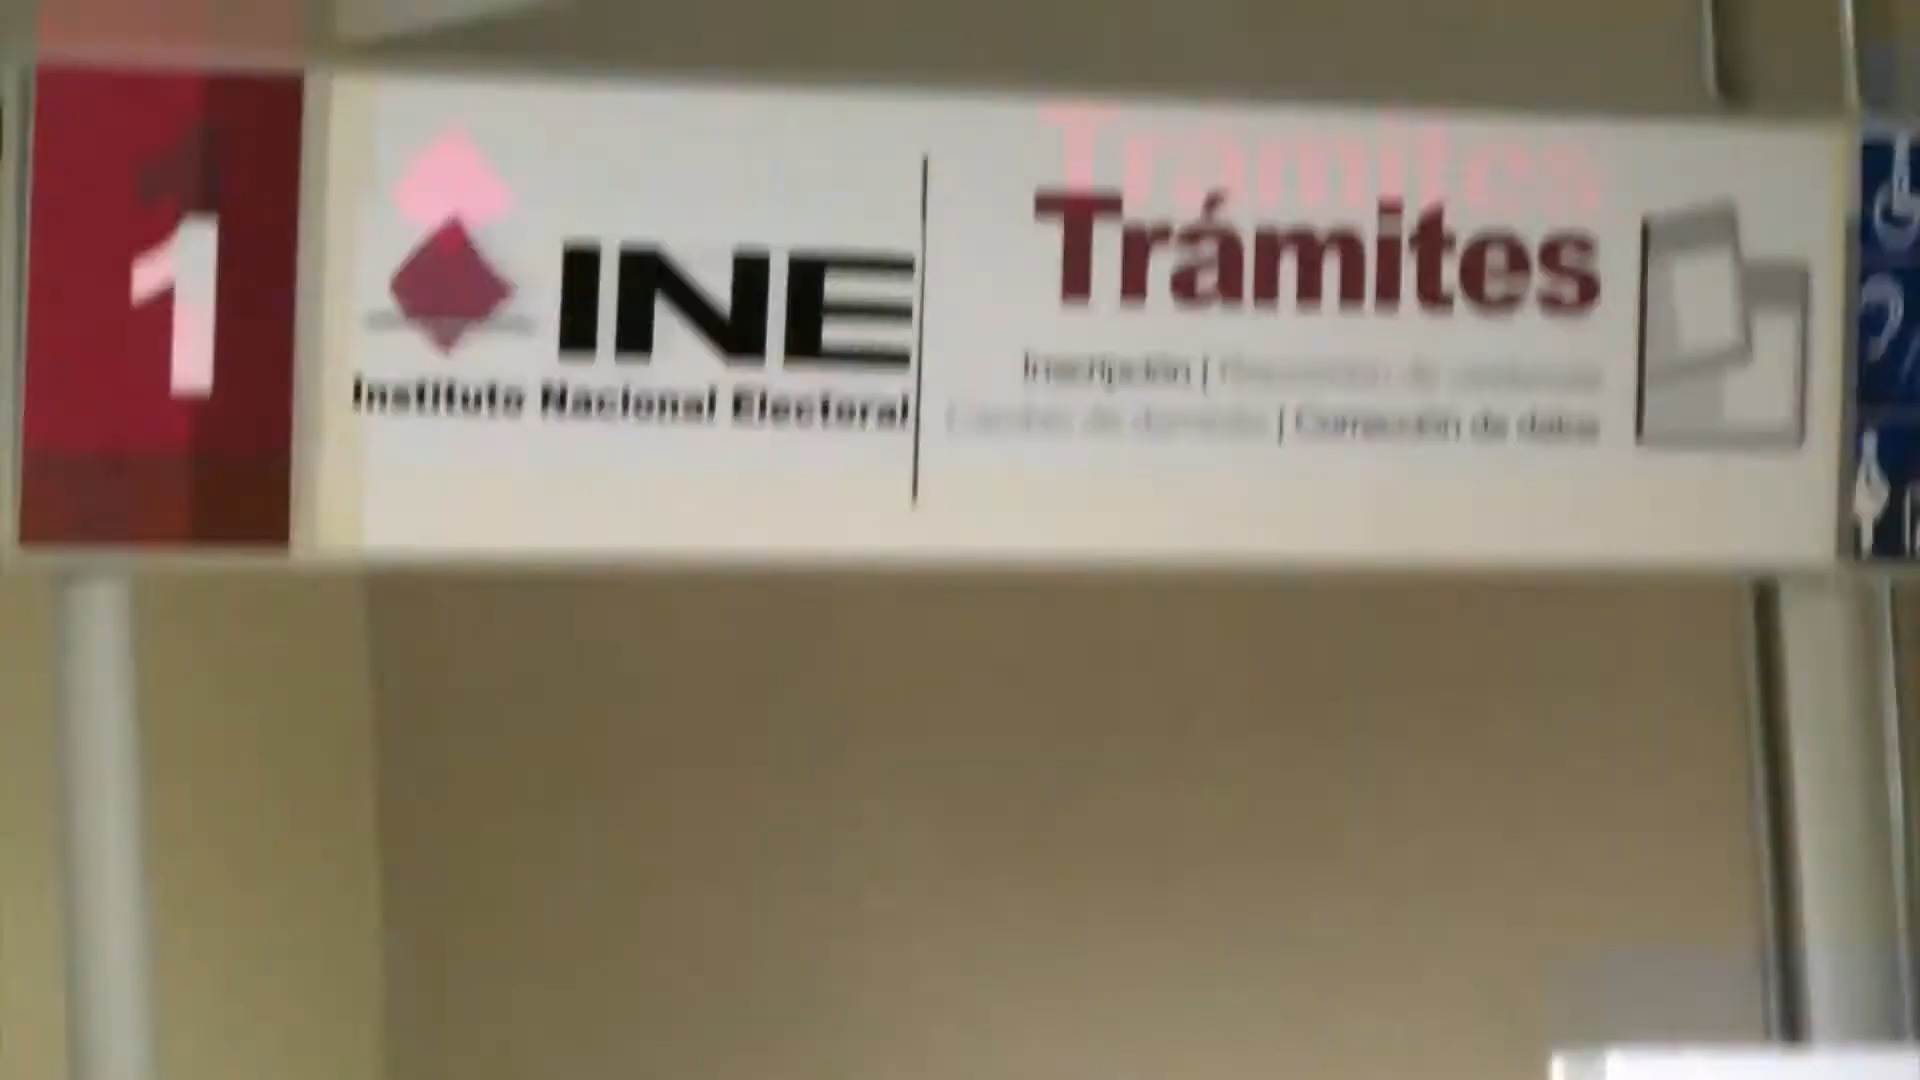 1
INE
Instituto Nacional Electoral
Trámites
Inscripción |
| Corrección de datos